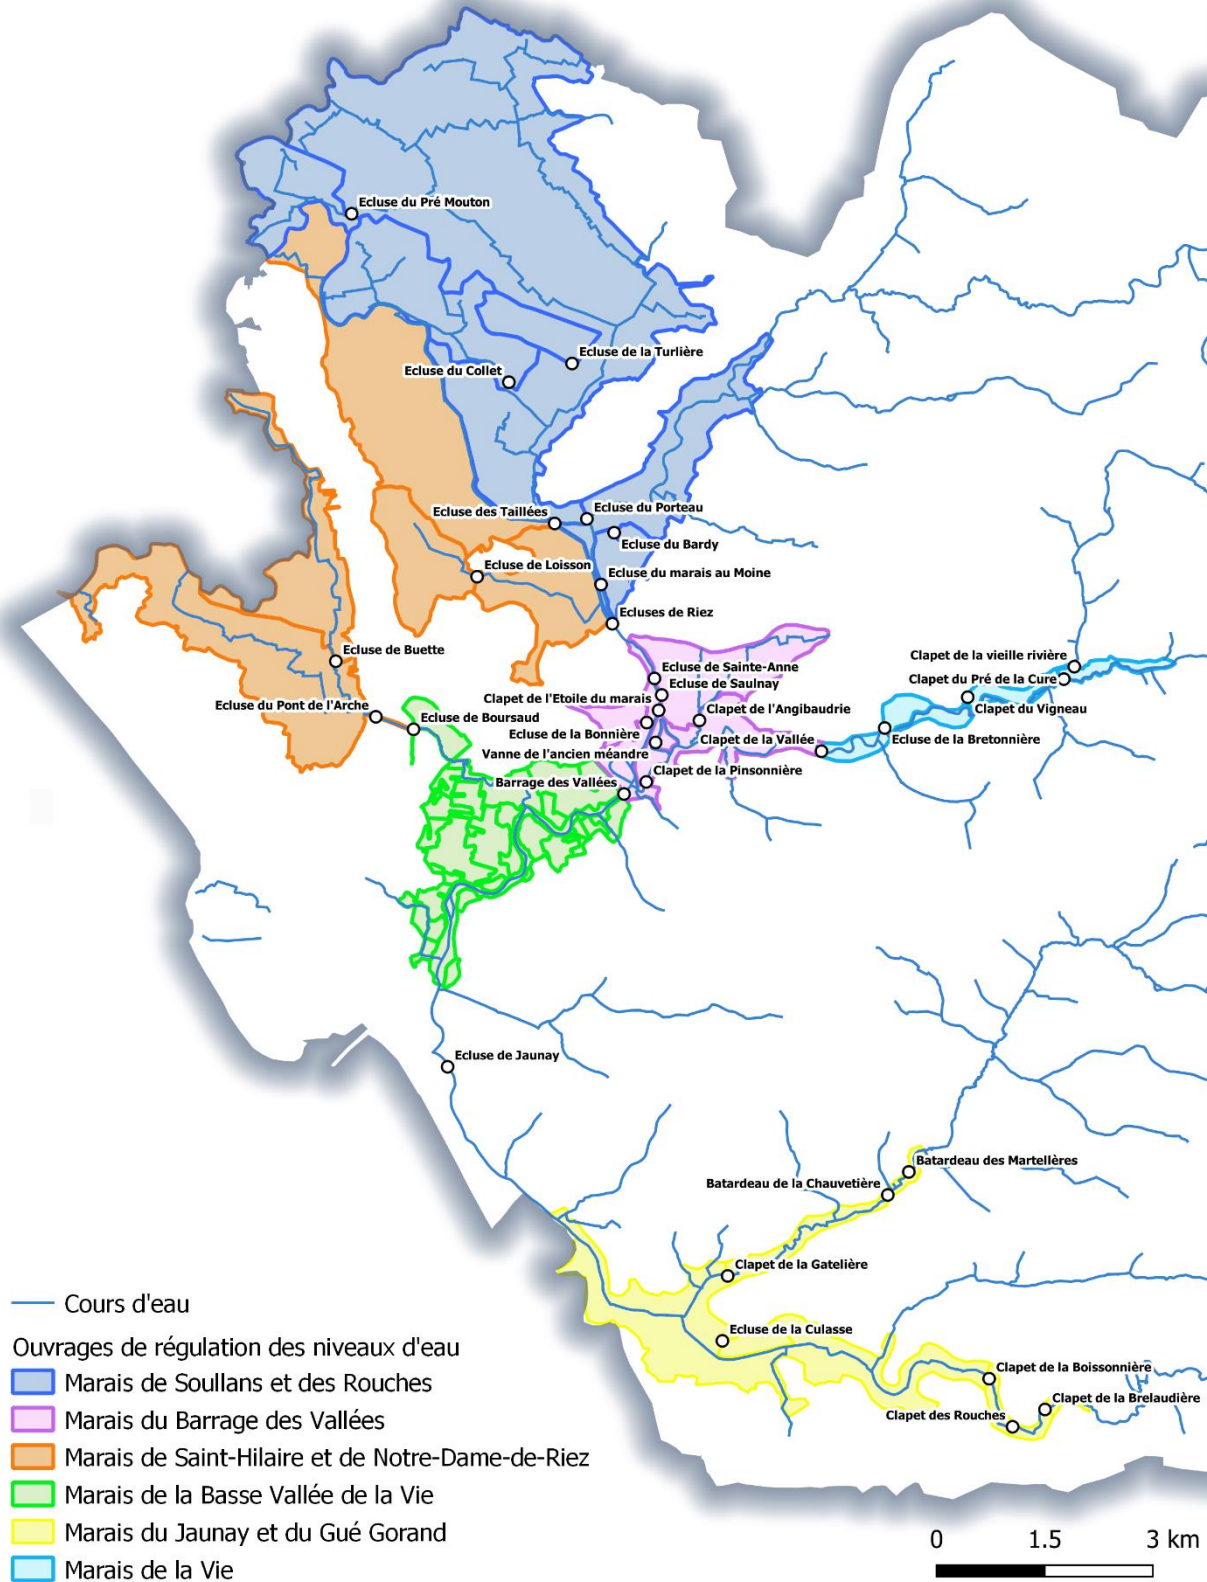 Ecluse du Pré Mouton
Ecluse de la Turlière
Ecluse du Collet
Ecluse des Taillées
Ecluse du Porteau
Ecluse du Bardy
Ecluse de Loisson
Ecluse du marais au Moine
Ecluses de Riez
Ecluse de Buette
Ecluse de Sainte-Anne
Clapet de la vieille rivière
Ecluse de Saulnay
Clapet du Pré de la Cure
Clapet de l'Etoile du marais
Ecluse du Pont de l'Arche
Clapet de l'Angibaudrie
Clapet du Vigneau
Ecluse de Boursaud
Ecluse de la Bonnière
Clapet de la Vallée
Ecluse de la Bretonnière
Vanne de l'ancien méandre
Clapet de la Pinsonnière
Barrage des Vallées
Ecluse de Jaunay
Batardeau des Martellères
Batardeau de la Chauvetière
Clapet de la Gatelière
Ecluse de la Culasse
Clapet de la Boissonnière
Clapet de la Brelaudière
Clapet des Rouches
Cours d'eau
Ouvrages de régulation des niveaux d'eau
Marais de Soullans et des Rouches
Marais du Barrage des Vallées
Marais de Saint-Hilaire et de Notre-Dame-de-Riez
Marais de la Basse Vallée de la Vie
Marais du Jaunay et du Gué Gorand
Marais de la Vie
0 1.5 3 km